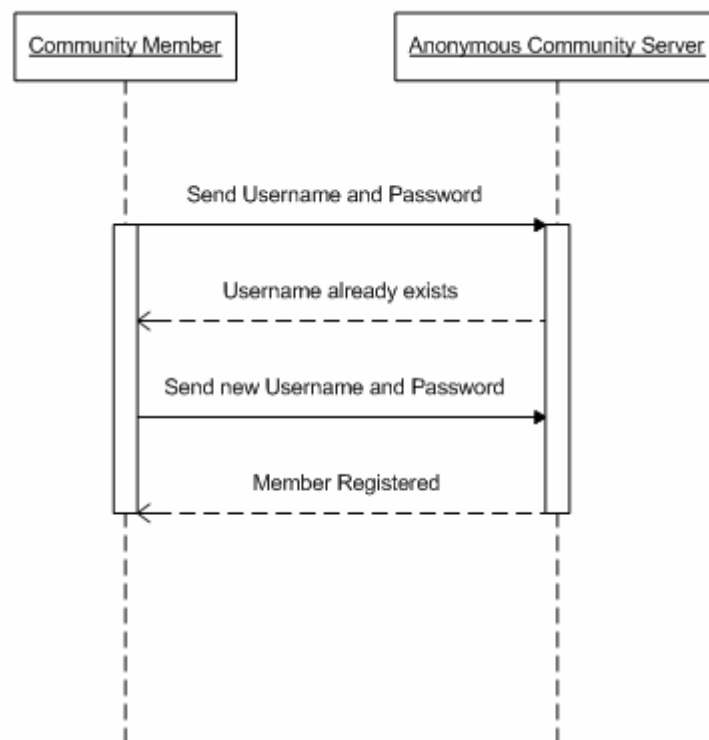 Community Member
Anonymous Community Server
Send Username and Password
Username already exists
Send new Username and Password
Member Registered